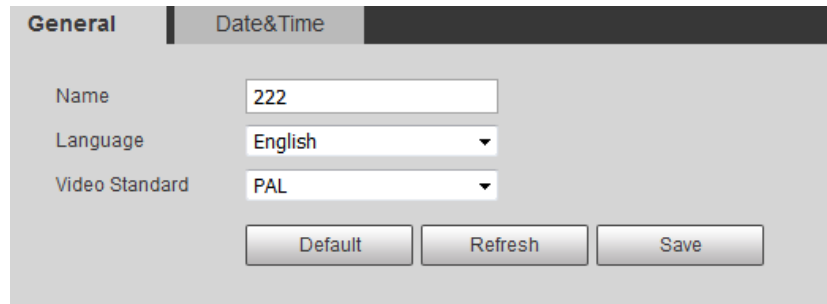 General Date&Time
Name 222
Language English
Video Standard PAL
Default Refresh Save